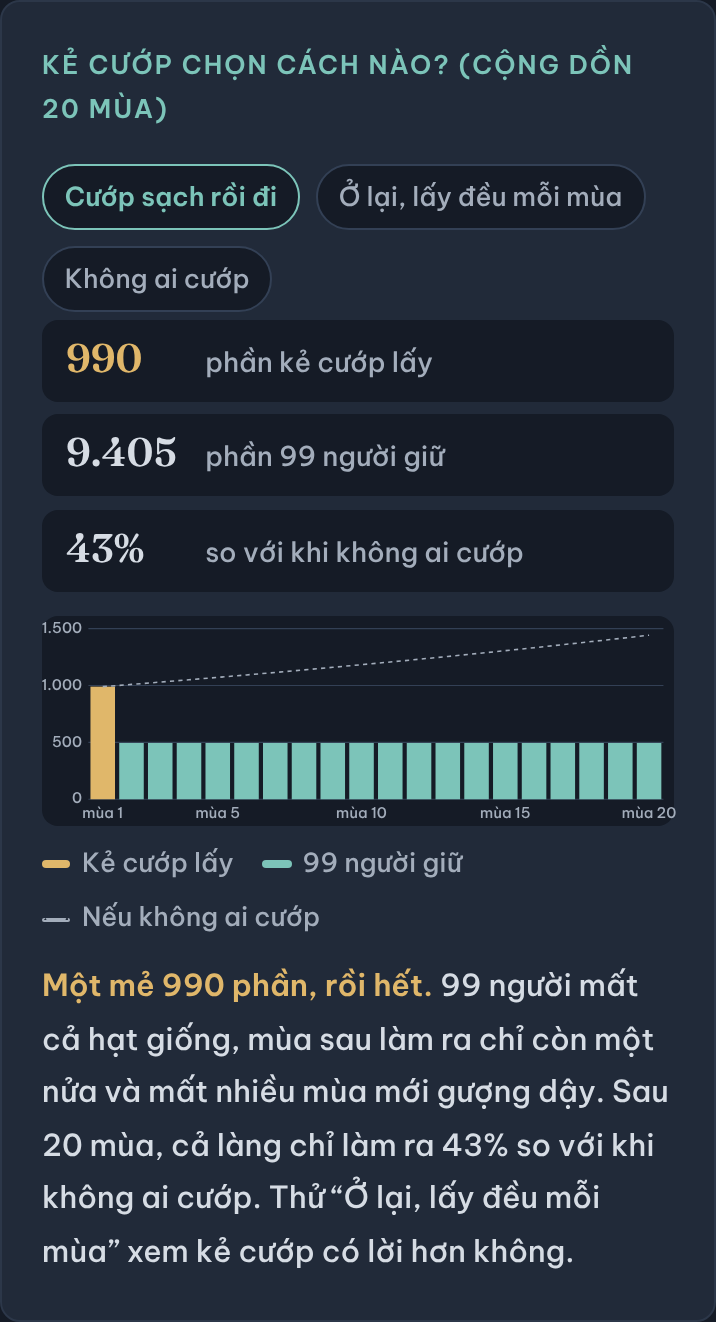 KẺ CƯỚP CHỌN CÁCH NÀO? (CỘNG DỒN
20 MÙA)
Cướp sạch rồi đi
Ở lại, lấy đều mỗi mùa
Không ai cướp
990 phần kẻ cướp lấy
9.405 phần 99 người giữ
43% so với khi không ai cướp
1.500
1.000
500
0
mùa 1 mùa 5 mùa 10 mùa 15 mùa 20
Kẻ cướp lấy 99 người giữ
Nếu không ai cướp
Một mẻ 990 phần, rồi hết. 99 người mất
cả hạt giống, mùa sau làm ra chỉ còn một
nửa và mất nhiều mùa mới gượng dậy. Sau
20 mùa, cả làng chỉ làm ra 43% so với khi
không ai cướp. Thử “Ở lại, lấy đều mỗi
mùa” xem kẻ cướp có lời hơn không.